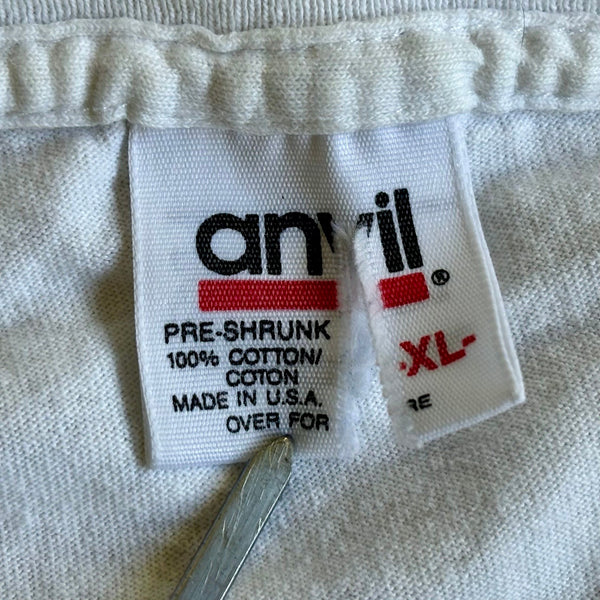 anvil®
PRE-SHRUNK
-XL-
100% COTTON/
COTON
MADE IN U.S.A.
OVER FOR
RE